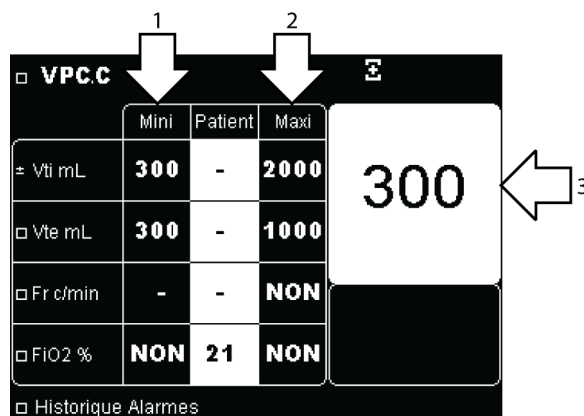 1 2
□ VPC.C
Mini Patient Maxi
± Vti mL 300 - 2000
300 3
□ Vte mL 300 - 1000
□ Fr c/min - - NON
□ FiO2 % NON 21 NON
□ Historique Alarmes